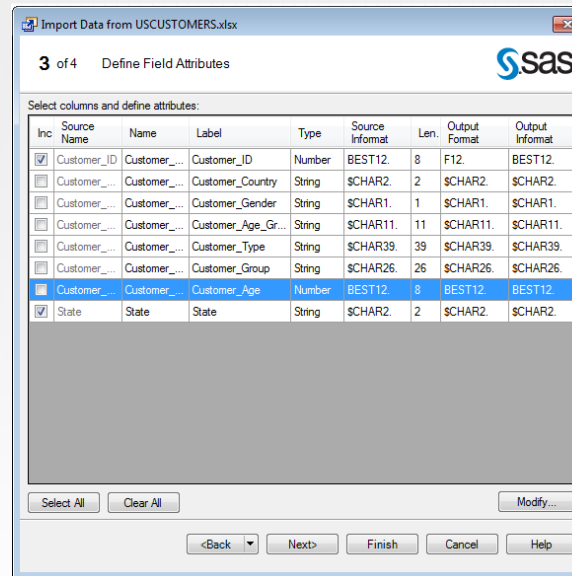 Import Data from USCUSTOMERS.xlsx
3 of 4 Define Field Attributes
sas
Select columns and define attributes:
Inc Source Name Name Label Type Source Informat Len. Output Format Output Informat
Customer_ID Customer_... Customer_ID Number BEST12. 8 F12. BEST12.
Customer_... Customer_... Customer_Country String $CHAR2. 2 $CHAR2. $CHAR2.
Customer_... Customer_... Customer_Gender String $CHAR1. 1 $CHAR1. $CHAR1.
Customer_... Customer_... Customer_Age_Gr... String $CHAR11. 11 $CHAR11. $CHAR11.
Customer_... Customer_... Customer_Type String $CHAR39. 39 $CHAR39. $CHAR39.
Customer_... Customer_... Customer_Group String $CHAR26. 26 $CHAR26. $CHAR26.
Customer_... Customer_... Customer_Age Number BEST12. 8 BEST12. BEST12.
State State State String $CHAR2. 2 $CHAR2. $CHAR2.
Select All Clear All Modify...
<Back Next> Finish Cancel Help